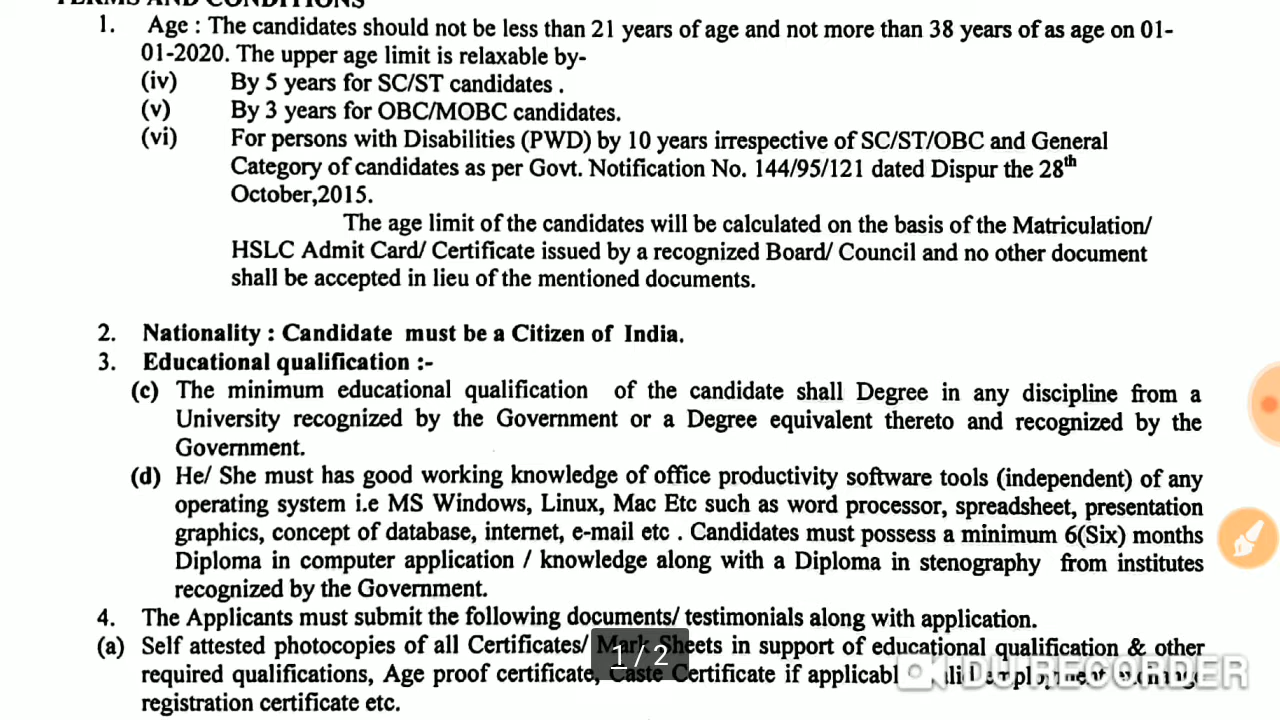 TERMS AND CONDITIONS
1. Age : The candidates should not be less than 21 years of age and not more than 38 years of as age on 01-
01-2020. The upper age limit is relaxable by-
(iv) By 5 years for SC/ST candidates .
(v) By 3 years for OBC/MOBC candidates.
(vi) For persons with Disabilities (PWD) by 10 years irrespective of SC/ST/OBC and General
Category of candidates as per Govt. Notification No. 144/95/121 dated Dispur the 28th
October,2015.
The age limit of the candidates will be calculated on the basis of the Matriculation/
HSLC Admit Card/ Certificate issued by a recognized Board/ Council and no other document
shall be accepted in lieu of the mentioned documents.
2. Nationality : Candidate must be a Citizen of India.
3. Educational qualification :-
(c) The minimum educational qualification of the candidate shall Degree in any discipline from a
University recognized by the Government or a Degree equivalent thereto and recognized by the
Government.
(d) He/ She must has good working knowledge of office productivity software tools (independent) of any
operating system i.e MS Windows, Linux, Mac Etc such as word processor, spreadsheet, presentation
graphics, concept of database, internet, e-mail etc . Candidates must possess a minimum 6(Six) months
Diploma in computer application / knowledge along with a Diploma in stenography from institutes
recognized by the Government.
4. The Applicants must submit the following documents/ testimonials along with application.
(a) Self attested photocopies of all Certificates/ Mark Sheets in support of educational qualification & other
required qualifications, Age proof certificate, Caste Certificate if applicabl
registration certificate etc.
1 / 2
DU RECORDER